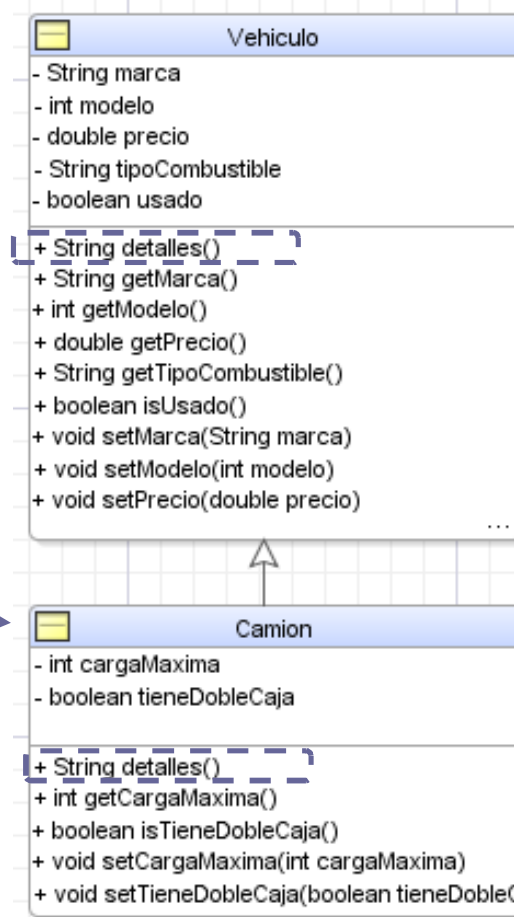 Vehiculo
- String marca
- int modelo
- double precio
- String tipoCombustible
- boolean usado
+ String detalles()
+ String getMarca()
+ int getModelo()
+ double getPrecio()
+ String getTipoCombustible()
+ boolean isUsado()
+ void setMarca(String marca)
+ void setModelo(int modelo)
+ void setPrecio(double precio)
...
Camion
- int cargaMaxima
- boolean tieneDobleCaja
+ String detalles()
+ int getCargaMaxima()
+ boolean isTieneDobleCaja()
+ void setCargaMaxima(int cargaMaxima)
+ void setTieneDobleCaja(boolean tieneDoble